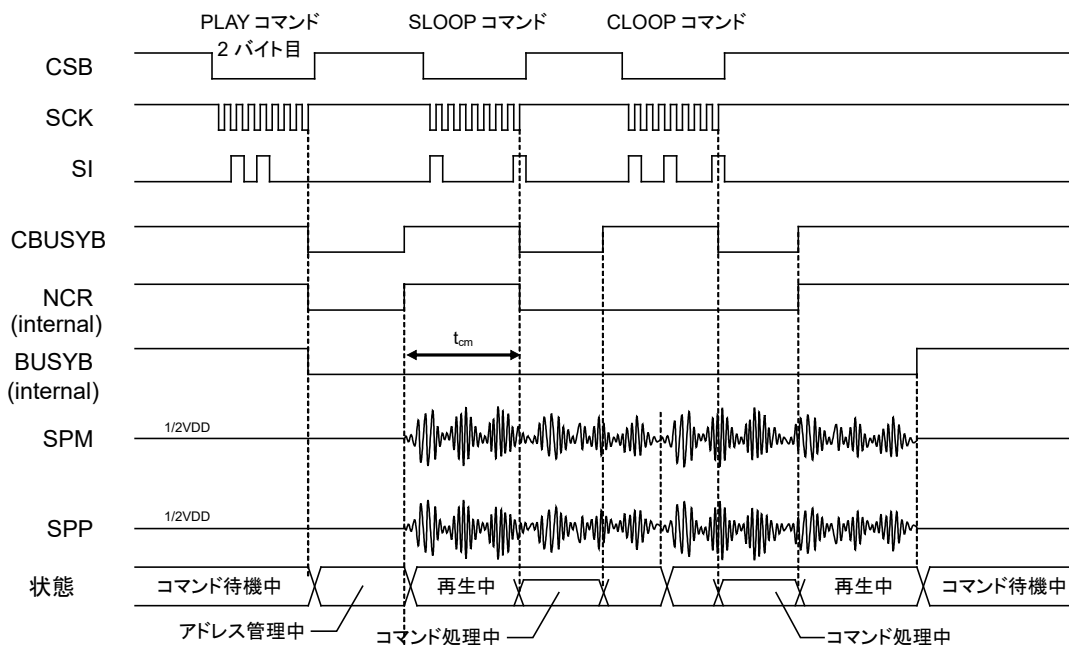 PLAY コマンド
2 バイト目
SLOOP コマンド
CLOOP コマンド
CSB
SCK
SI
CBUSYB
NCR
(internal)
tcm
BUSYB
(internal)
SPM
1/2VDD
SPP
1/2VDD
状態
コマンド待機中
再生中
再生中
コマンド待機中
アドレス管理中
コマンド処理中
コマンド処理中